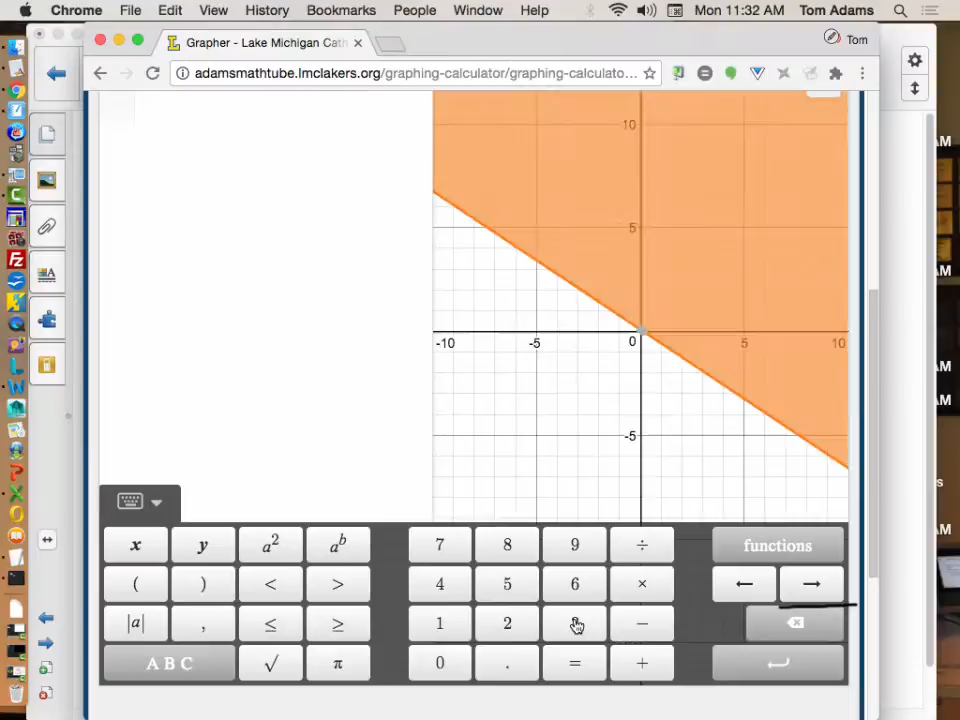 Chrome File Edit View History Bookmarks People Window Help Mon 11:32 AM Tom Adams
Grapher - Lake Michigan Cath
Tom
adamsmathtube.lmclakers.org/graphing-calculator/graphing-calculato...
10
5
-10 -5 0 5 10
-5
x y a² aᵇ 7 8 9 ÷ functions
( ) < > 4 5 6 × ← →
|a| , ≤ ≥ 1 2 −
A B C √ π 0 . = +
AM
AM
AM
AM
s
AM